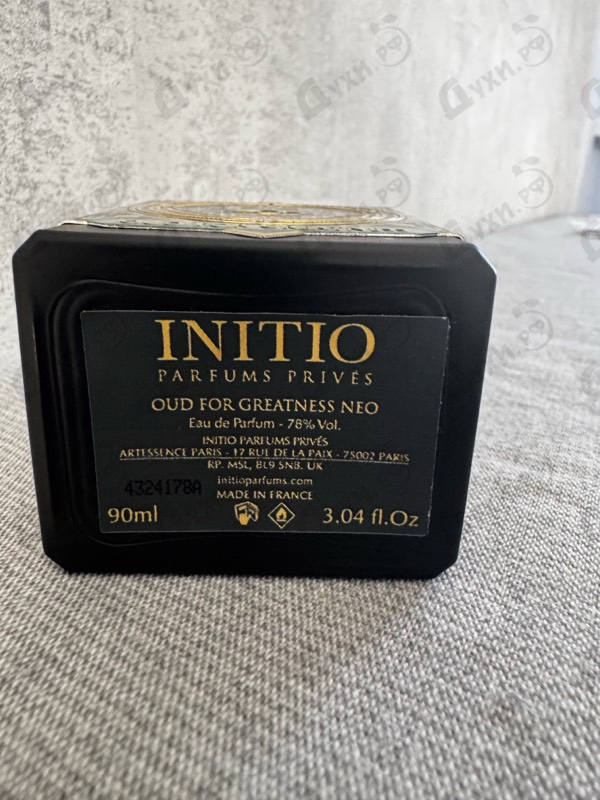 Духи.РФ
INITIO
PARFUMS PRIVÉS
OUD FOR GREATNESS NEO
Eau de Parfum - 78% Vol.
INITIO PARFUMS PRIVÉS
ARTESSENCE PARIS - 17 RUE DE LA PAIX - 75002 PARIS
RP. MSL, BL9 5NB. UK
initioparfums.com
4324178A MADE IN FRANCE
90ml 3.04 fl.Oz